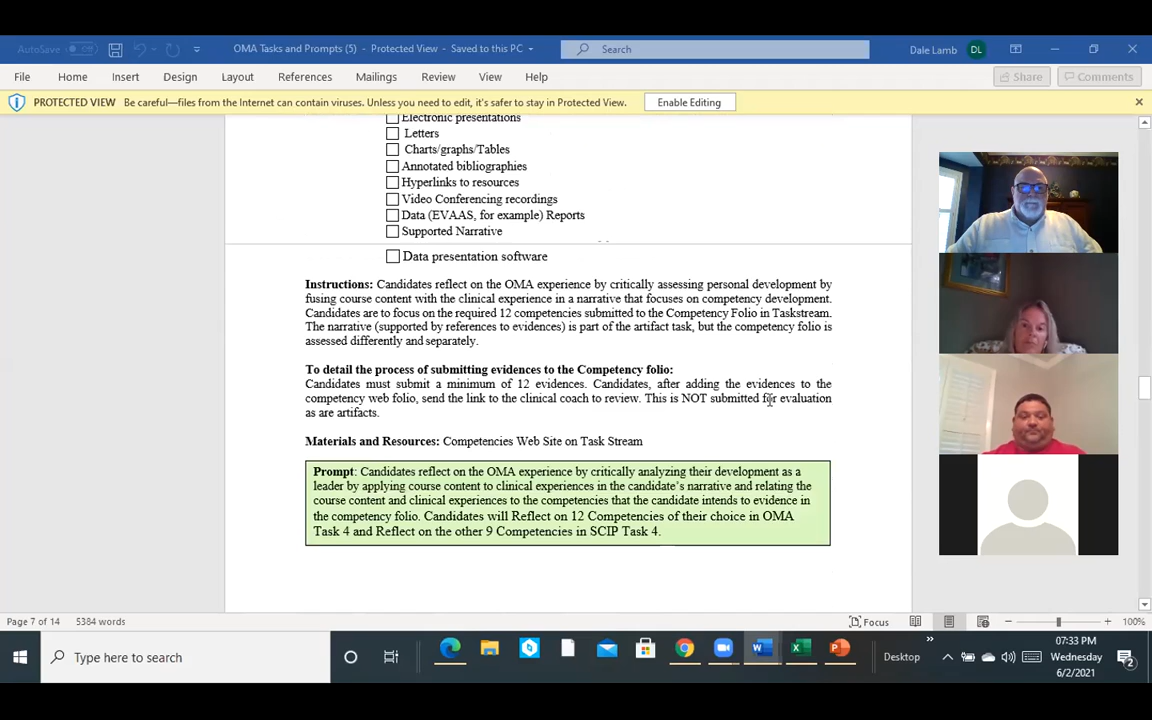 AutoSave Off
OMA Tasks and Prompts (5) - Protected View - Saved to this PC
Search
Dale Lamb DL
File Home Insert Design Layout References Mailings Review View Help Share Comments
PROTECTED VIEW Be careful—files from the Internet can contain viruses. Unless you need to edit, it's safer to stay in Protected View. Enable Editing
Electronic presentations
Letters
Charts/graphs/Tables
Annotated bibliographies
Hyperlinks to resources
Video Conferencing recordings
Data (EVAAS, for example) Reports
Supported Narrative
Data presentation software
Instructions: Candidates reflect on the OMA experience by critically assessing personal development by
fusing course content with the clinical experience in a narrative that focuses on competency development.
Candidates are to focus on the required 12 competencies submitted to the Competency Folio in Taskstream.
The narrative (supported by references to evidences) is part of the artifact task, but the competency folio is
assessed differently and separately.
To detail the process of submitting evidences to the Competency folio:
Candidates must submit a minimum of 12 evidences. Candidates, after adding the evidences to the
competency web folio, send the link to the clinical coach to review. This is NOT submitted for evaluation
as are artifacts.
Materials and Resources: Competencies Web Site on Task Stream
Prompt: Candidates reflect on the OMA experience by critically analyzing their development as a
leader by applying course content to clinical experiences in the candidate's narrative and relating the
course content and clinical experiences to the competencies that the candidate intends to evidence in
the competency folio. Candidates will Reflect on 12 Competencies of their choice in OMA
Task 4 and Reflect on the other 9 Competencies in SCIP Task 4.
Page 7 of 14 5384 words Focus 100%
Type here to search
Desktop
07:33 PM
Wednesday
6/2/2021
2